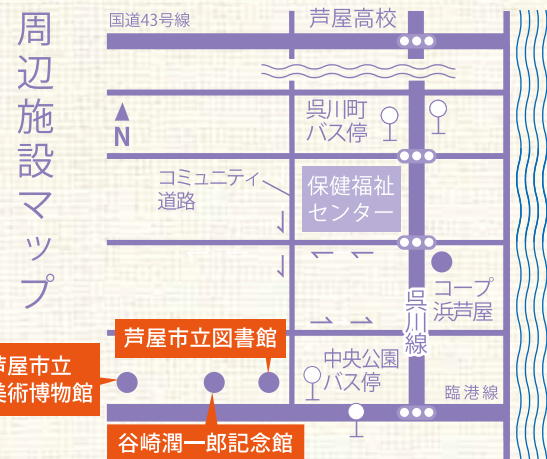 周辺施設マップ
国道43号線
芦屋高校
N
呉川町
バス停
コミュニティ
道路
保健福祉
センター
コープ
浜芦屋
呉川線
芦屋市立図書館
芦屋市立
美術博物館
中央公園
バス停
臨港線
谷崎潤一郎記念館